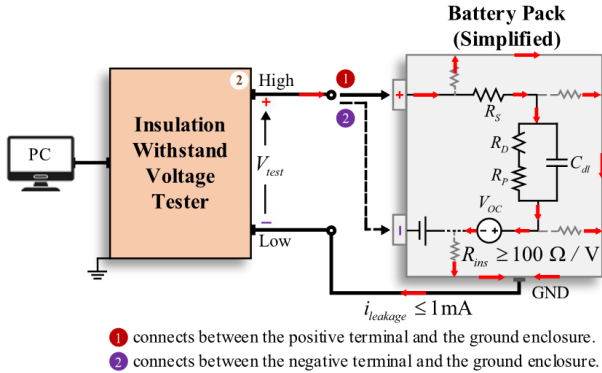 Battery Pack
(Simplified)
2
High
1
2
+
+
R_S
PC
Insulation
Withstand
Voltage
Tester
V_test
R_D
R_P
C_dl
V_OC
−
−
Low
− +
R_ins ≥ 100 Ω / V
i_leakage ≤ 1mA
GND
1 connects between the positive terminal and the ground enclosure.
2 connects between the negative terminal and the ground enclosure.